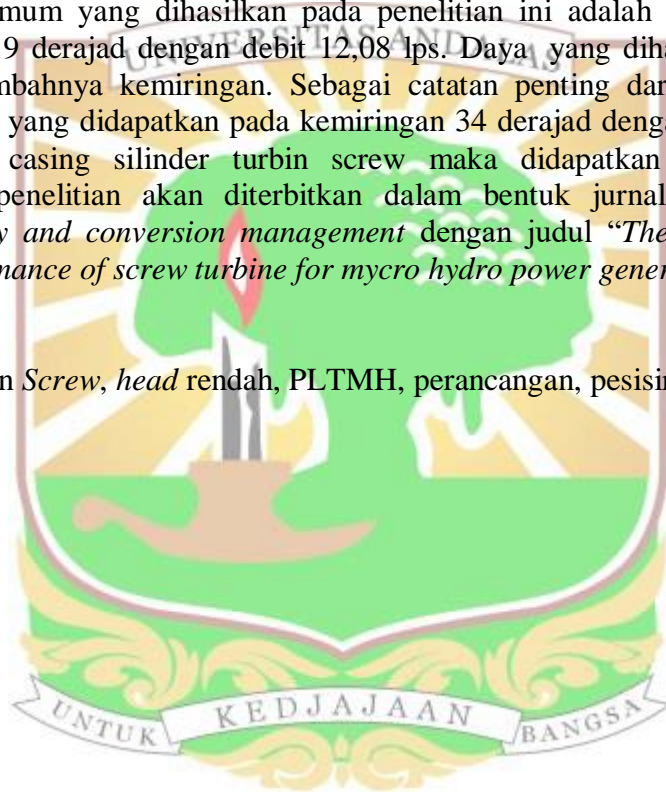 mum yang dihasilkan pada penelitian ini adalah
9 derajad dengan debit 12,08 lps. Daya yang diha
UNIVERSITAS ANDALAS
mbahnya kemiringan. Sebagai catatan penting dar
yang didapatkan pada kemiringan 34 derajad denga
casing silinder turbin screw maka didapatkan
penelitian akan diterbitkan dalam bentuk jurnal
y and conversion management dengan judul “The
mance of screw turbine for mycro hydro power gener
n Screw, head rendah, PLTMH, perancangan, pesisir
UNTUK KEDJAJAAN BANGSA